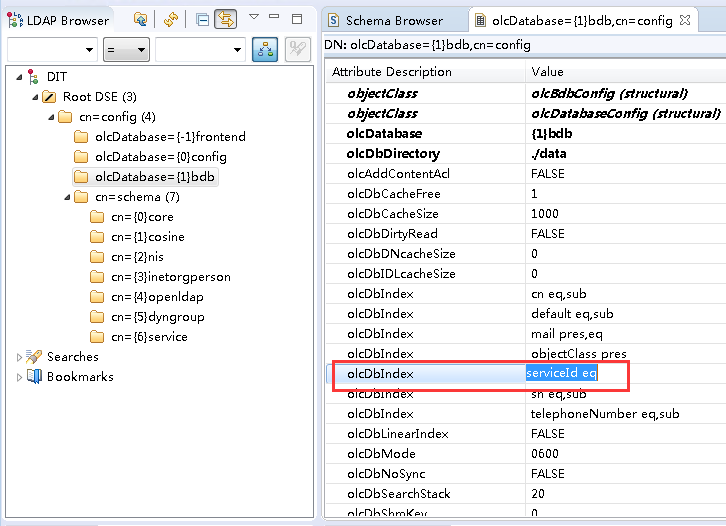 LDAP Browser
=
DIT
Root DSE (3)
cn=config (4)
olcDatabase={-1}frontend
olcDatabase={0}config
olcDatabase={1}bdb
cn=schema (7)
cn={0}core
cn={1}cosine
cn={2}nis
cn={3}inetorgperson
cn={4}openldap
cn={5}dyngroup
cn={6}service
Searches
Bookmarks
Schema Browser olcDatabase={1}bdb,cn=config
DN: olcDatabase={1}bdb,cn=config
Attribute Description Value
objectClass olcBdbConfig (structural)
objectClass olcDatabaseConfig (structural)
olcDatabase {1}bdb
olcDbDirectory ./data
olcAddContentAcl FALSE
olcDbCacheFree 1
olcDbCacheSize 1000
olcDbDirtyRead FALSE
olcDbDNcacheSize 0
olcDbIDLcacheSize 0
olcDbIndex cn eq,sub
olcDbIndex default eq,sub
olcDbIndex mail pres,eq
olcDbIndex objectClass pres
olcDbIndex serviceId eq
olcDbIndex sn eq,sub
olcDbIndex telephoneNumber eq,sub
olcDbLinearIndex FALSE
olcDbMode 0600
olcDbNoSync FALSE
olcDbSearchStack 20
olcDbShmKey 0